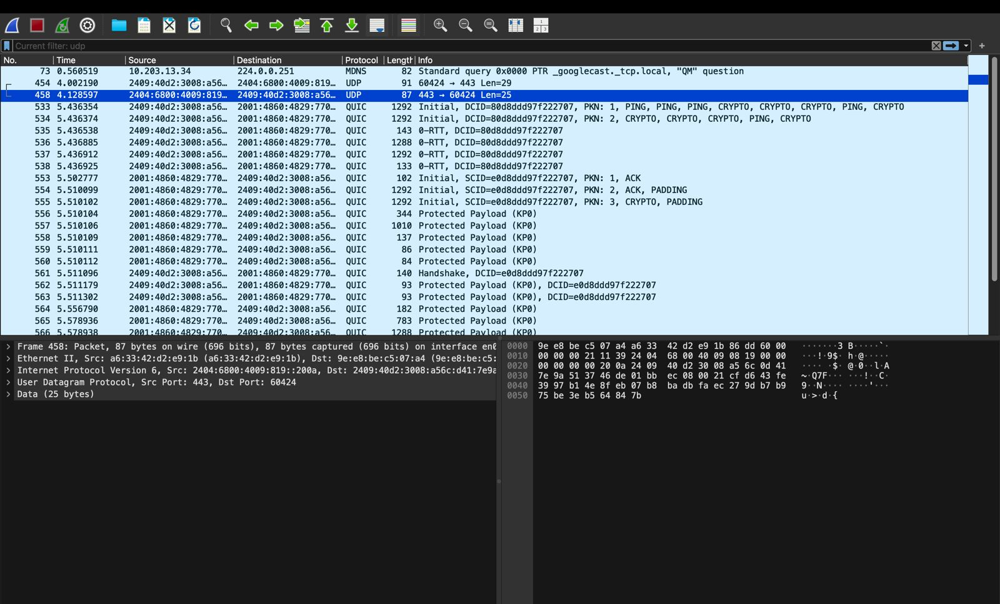 Current filter: udp
No. Time Source Destination Protocol Length Info
73 0.560519 10.203.13.34 224.0.0.251 MDNS 82 Standard query 0x0000 PTR _googlecast._tcp.local, "QM" question
454 4.002190 2409:40d2:3008:a56… 2404:6800:4009:819… UDP 91 60424 → 443 Len=29
458 4.128597 2404:6800:4009:819… 2409:40d2:3008:a56… UDP 87 443 → 60424 Len=25
533 5.436354 2409:40d2:3008:a56… 2001:4860:4829:770… QUIC 1292 Initial, DCID=80d8ddd97f222707, PKN: 1, PING, PING, PING, CRYPTO, CRYPTO, CRYPTO, PING, CRYPTO
534 5.436374 2409:40d2:3008:a56… 2001:4860:4829:770… QUIC 1292 Initial, DCID=80d8ddd97f222707, PKN: 2, CRYPTO, CRYPTO, CRYPTO, PING, CRYPTO
535 5.436538 2409:40d2:3008:a56… 2001:4860:4829:770… QUIC 143 0-RTT, DCID=80d8ddd97f222707
536 5.436885 2409:40d2:3008:a56… 2001:4860:4829:770… QUIC 1288 0-RTT, DCID=80d8ddd97f222707
537 5.436912 2409:40d2:3008:a56… 2001:4860:4829:770… QUIC 1292 0-RTT, DCID=80d8ddd97f222707
538 5.436925 2409:40d2:3008:a56… 2001:4860:4829:770… QUIC 133 0-RTT, DCID=80d8ddd97f222707
553 5.502777 2001:4860:4829:770… 2409:40d2:3008:a56… QUIC 102 Initial, SCID=e0d8ddd97f222707, PKN: 1, ACK
554 5.510099 2001:4860:4829:770… 2409:40d2:3008:a56… QUIC 1292 Initial, SCID=e0d8ddd97f222707, PKN: 2, ACK, PADDING
555 5.510102 2001:4860:4829:770… 2409:40d2:3008:a56… QUIC 1292 Initial, SCID=e0d8ddd97f222707, PKN: 3, CRYPTO, PADDING
556 5.510104 2001:4860:4829:770… 2409:40d2:3008:a56… QUIC 344 Protected Payload (KP0)
557 5.510106 2001:4860:4829:770… 2409:40d2:3008:a56… QUIC 1010 Protected Payload (KP0)
558 5.510109 2001:4860:4829:770… 2409:40d2:3008:a56… QUIC 137 Protected Payload (KP0)
559 5.510111 2001:4860:4829:770… 2409:40d2:3008:a56… QUIC 86 Protected Payload (KP0)
560 5.510112 2001:4860:4829:770… 2409:40d2:3008:a56… QUIC 84 Protected Payload (KP0)
561 5.511096 2409:40d2:3008:a56… 2001:4860:4829:770… QUIC 140 Handshake, DCID=e0d8ddd97f222707
562 5.511179 2409:40d2:3008:a56… 2001:4860:4829:770… QUIC 93 Protected Payload (KP0), DCID=e0d8ddd97f222707
563 5.511302 2409:40d2:3008:a56… 2001:4860:4829:770… QUIC 93 Protected Payload (KP0), DCID=e0d8ddd97f222707
564 5.556790 2001:4860:4829:770… 2409:40d2:3008:a56… QUIC 182 Protected Payload (KP0)
565 5.578936 2001:4860:4829:770… 2409:40d2:3008:a56… QUIC 783 Protected Payload (KP0)
566 5.578938 2001:4860:4829:770… 2409:40d2:3008:a56… QUIC 1288 Protected Payload (KP0)
Frame 458: Packet, 87 bytes on wire (696 bits), 87 bytes captured (696 bits) on interface en0
Ethernet II, Src: a6:33:42:d2:e9:1b (a6:33:42:d2:e9:1b), Dst: 9e:e8:be:c5:07:a4 (9e:e8:be:c5:
Internet Protocol Version 6, Src: 2404:6800:4009:819::200a, Dst: 2409:40d2:3008:a56c:d41:7e9a
User Datagram Protocol, Src Port: 443, Dst Port: 60424
Data (25 bytes)
0000 9e e8 be c5 07 a4 a6 33 42 d2 e9 1b 86 dd 60 00 ·······3 B·····`·
0010 00 00 00 21 11 39 24 04 68 00 40 09 08 19 00 00 ···!·9$· h·@·····
0020 00 00 00 00 20 0a 24 09 40 d2 30 08 a5 6c 0d 41 ···· ·$· @·0··l·A
0030 7e 9a 51 37 46 de 01 bb ec 08 00 21 cf d6 43 fe ~·Q7F··· ···!··C·
0040 39 97 b1 4e 8f eb 07 b8 ba db fa ec 27 9d b7 b9 9··N···· ····'···
0050 75 be 3e b5 64 84 7b u·>·d·{